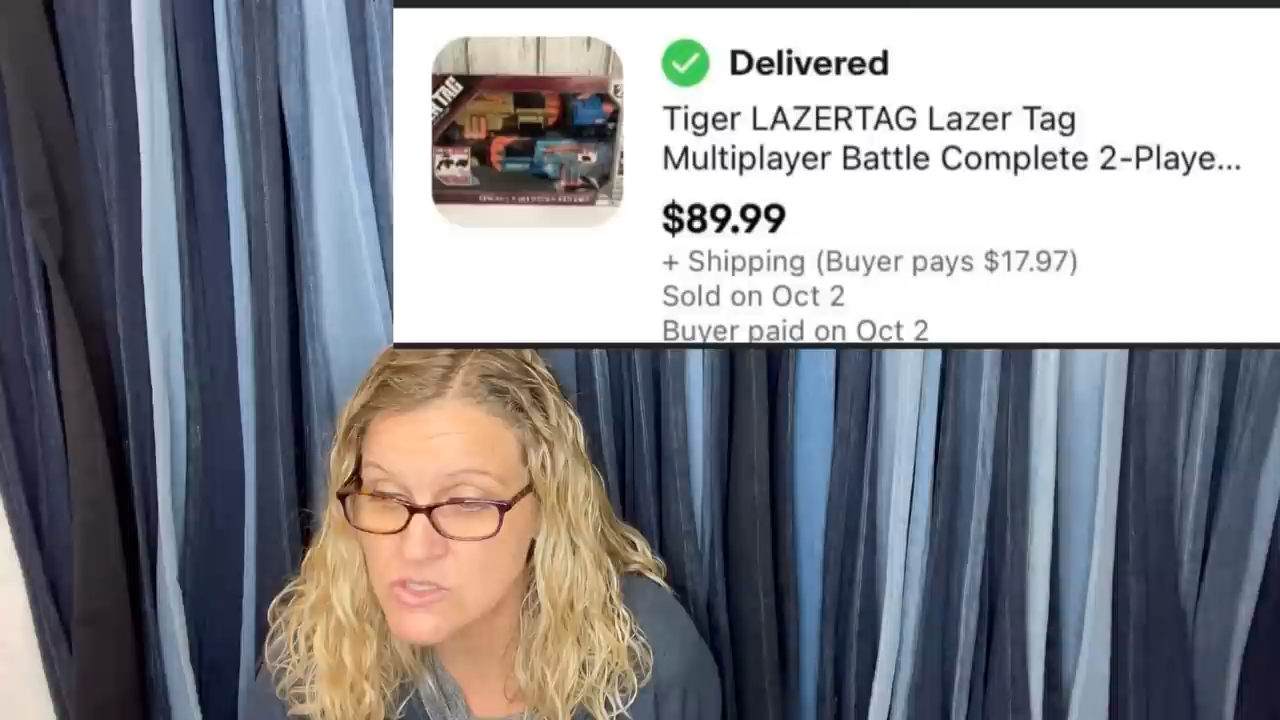 Delivered
Tiger LAZERTAG Lazer Tag
Multiplayer Battle Complete 2-Playe...
$89.99
+ Shipping (Buyer pays $17.97)
Sold on Oct 2
Buyer paid on Oct 2